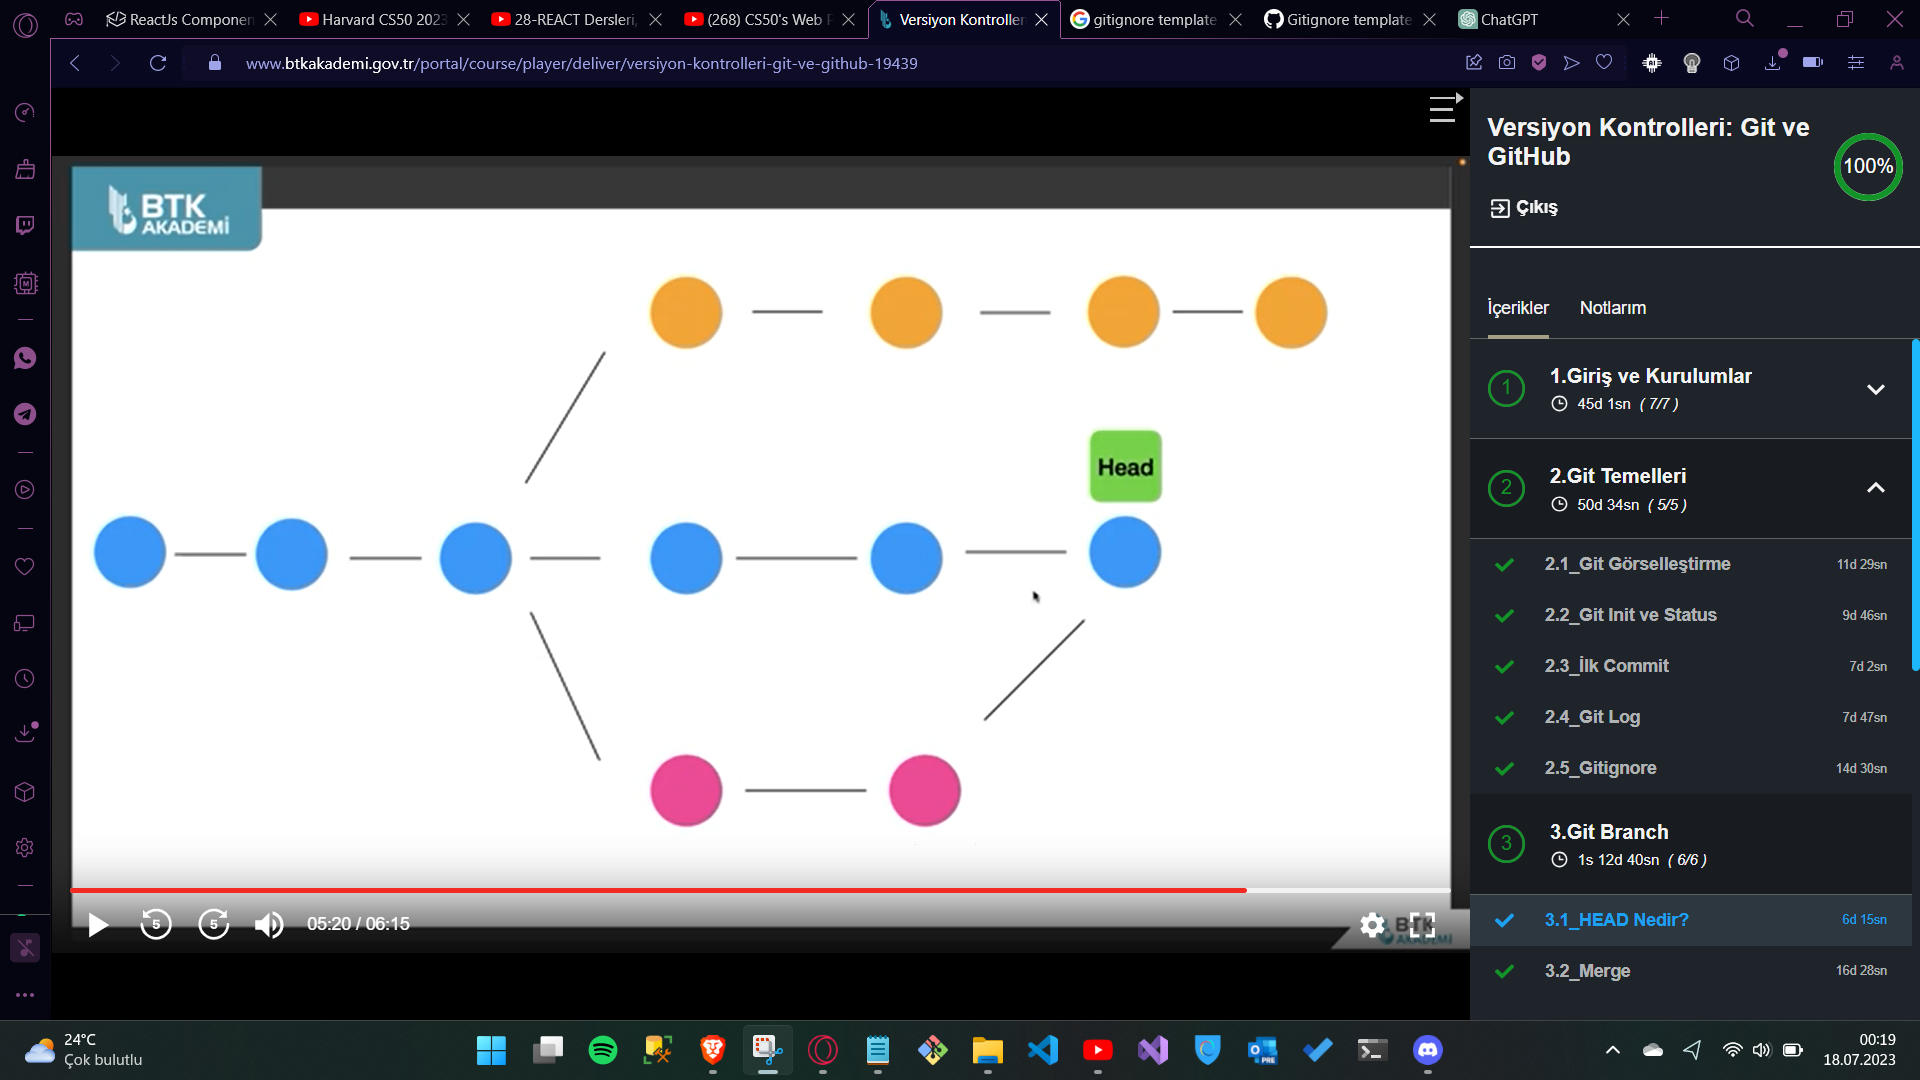 ReactJs Componen
Harvard CS50 2023
28-REACT Dersleri,
(268) CS50's Web P
Versiyon Kontroller
gitignore template
Gitignore template
ChatGPT
www.btkakademi.gov.tr/portal/course/player/deliver/versiyon-kontrolleri-git-ve-github-19439
BTK
AKADEMİ
Head
5
5
05:20 / 06:15
BTK
AKADEMİ
Versiyon Kontrolleri: Git ve
GitHub
100%
Çıkış
İçerikler
Notlarım
1
1.Giriş ve Kurulumlar
45d 1sn ( 7/7 )
2
2.Git Temelleri
50d 34sn ( 5/5 )
2.1_Git Görselleştirme
11d 29sn
2.2_Git Init ve Status
9d 46sn
2.3_İlk Commit
7d 2sn
2.4_Git Log
7d 47sn
2.5_Gitignore
14d 30sn
3
3.Git Branch
1s 12d 40sn ( 6/6 )
3.1_HEAD Nedir?
6d 15sn
3.2_Merge
16d 28sn
24°C
Çok bulutlu
PRE
00:19
18.07.2023